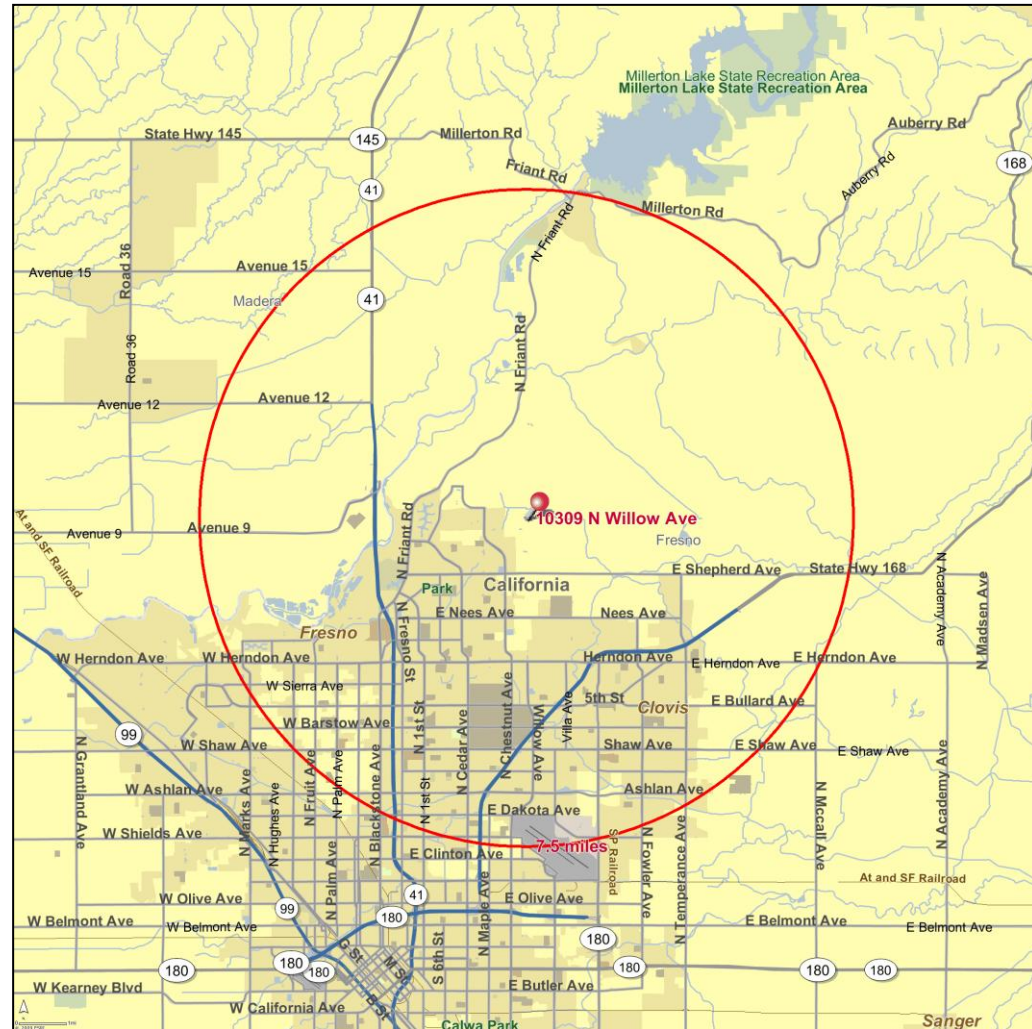 Millerton Lake State Recreation Area
Millerton Lake State Recreation Area
Auberry Rd
State Hwy 145
145
Millerton Rd
168
Auberry Rd
Friant Rd
41
Millerton Rd
N Friant Rd
Road 36
Avenue 15
Avenue 15
Madera
41
Road 36
N Friant Rd
Avenue 12
Avenue 12
10309 N Willow Ave
At and SF Railroad
Avenue 9
Avenue 9
N Friant Rd
Fresno
E Shepherd Ave
State Hwy 168
N Academy Ave
N Madsen Ave
Park
California
E Nees Ave
Nees Ave
N Fresno St
Fresno
W Herndon Ave
W Herndon Ave
Herndon Ave
E Herndon Ave
E Herndon Ave
W Sierra Ave
5th St
E Bullard Ave
Clovis
W Barstow Ave
N 1st St
N Cedar Ave
N Chestnut Ave
Willow Ave
Villa Ave
99
W Shaw Ave
Shaw Ave
E Shaw Ave
E Shaw Ave
N Grantland Ave
W Ashlan Ave
Ashlan Ave
N Marks Ave
N Hughes Ave
N Fruit Ave
N Palm Ave
N Blackstone Ave
N 1st St
E Dakota Ave
W Shields Ave
7.5 miles
E Clinton Ave
SP Railroad
N Fowler Ave
N Temperance Ave
N Mccall Ave
N Academy Ave
At and SF Railroad
W Olive Ave
N Palm Ave
41
N Maple Ave
E Olive Ave
99
180
W Belmont Ave
W Belmont Ave
E Belmont Ave
E Belmont Ave
180
G St
M St
S 6th St
180
180
180
180
180
180
W Kearney Blvd
E Butler Ave
W California Ave
B St
Calwa Park
Sanger